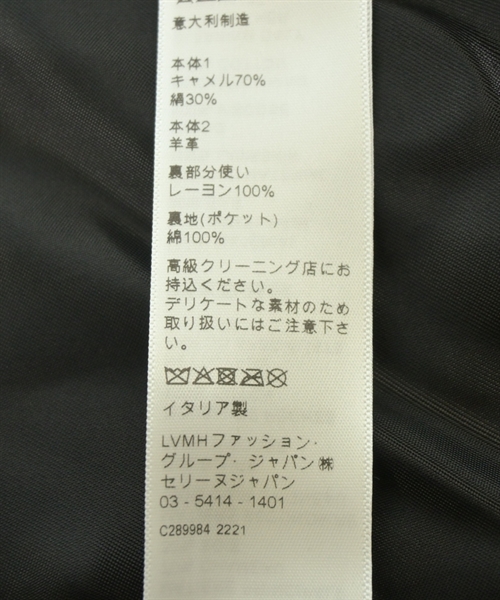 意大利制造
本体1
キャメル70%
絹30%
本体2
羊革
裏部分使い
レーヨン100%
裏地(ポケット)
綿100%
高級クリーニング店にお
持込ください。
デリケートな素材のため
取り扱いにはご注意下さ
い。
イタリア製
LVMHファッション・
グループ・ジャパン㈱
セリーヌジャパン
03 - 5414 - 1401
C289984 2221